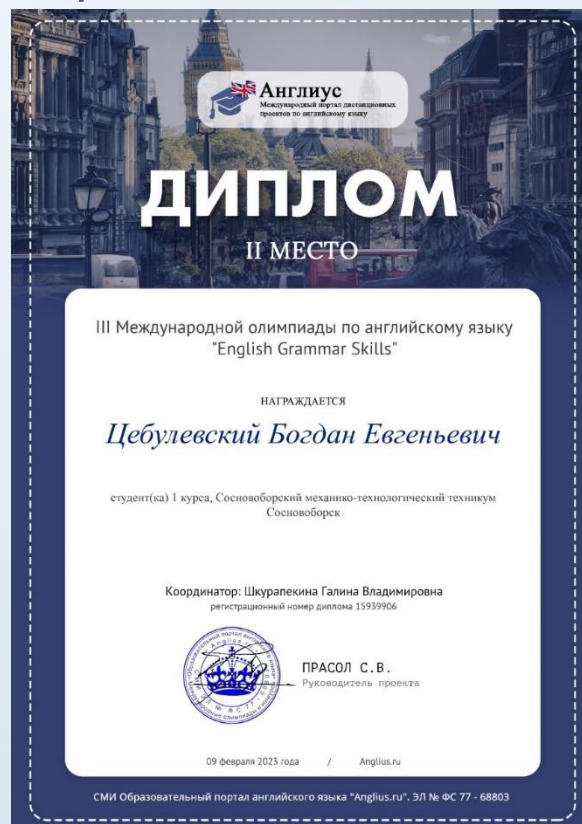 Англиус
Международный портал дистанционных
проектов по английскому языку
ДИПЛОМ
II МЕСТО
III Международной олимпиады по английскому языку
"English Grammar Skills"
НАГРАЖДАЕТСЯ
Цебулевский Богдан Евгеньевич
студент(ка) 1 курса, Сосновоборский механико-технологический техникум
Сосновоборск
Координатор: Шкурапекина Галина Владимировна
регистрационный номер диплома 15939906
ПРАСОЛ С.В.
Руководитель проекта
09 февраля 2023 года / Anglius.ru
СМИ Образовательный портал английского языка "Anglius.ru". ЭЛ № ФС 77 - 68803